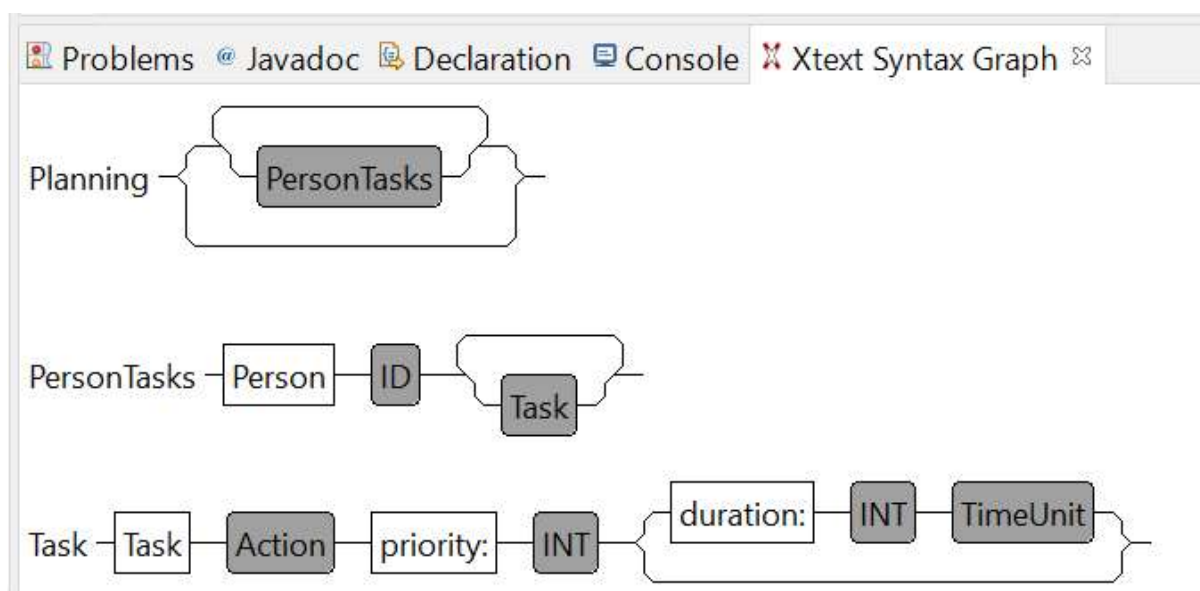 Problems @ Javadoc Declaration Console Xtext Syntax Graph
Planning PersonTasks
PersonTasks Person ID Task
Task Task Action priority: INT duration: INT TimeUnit